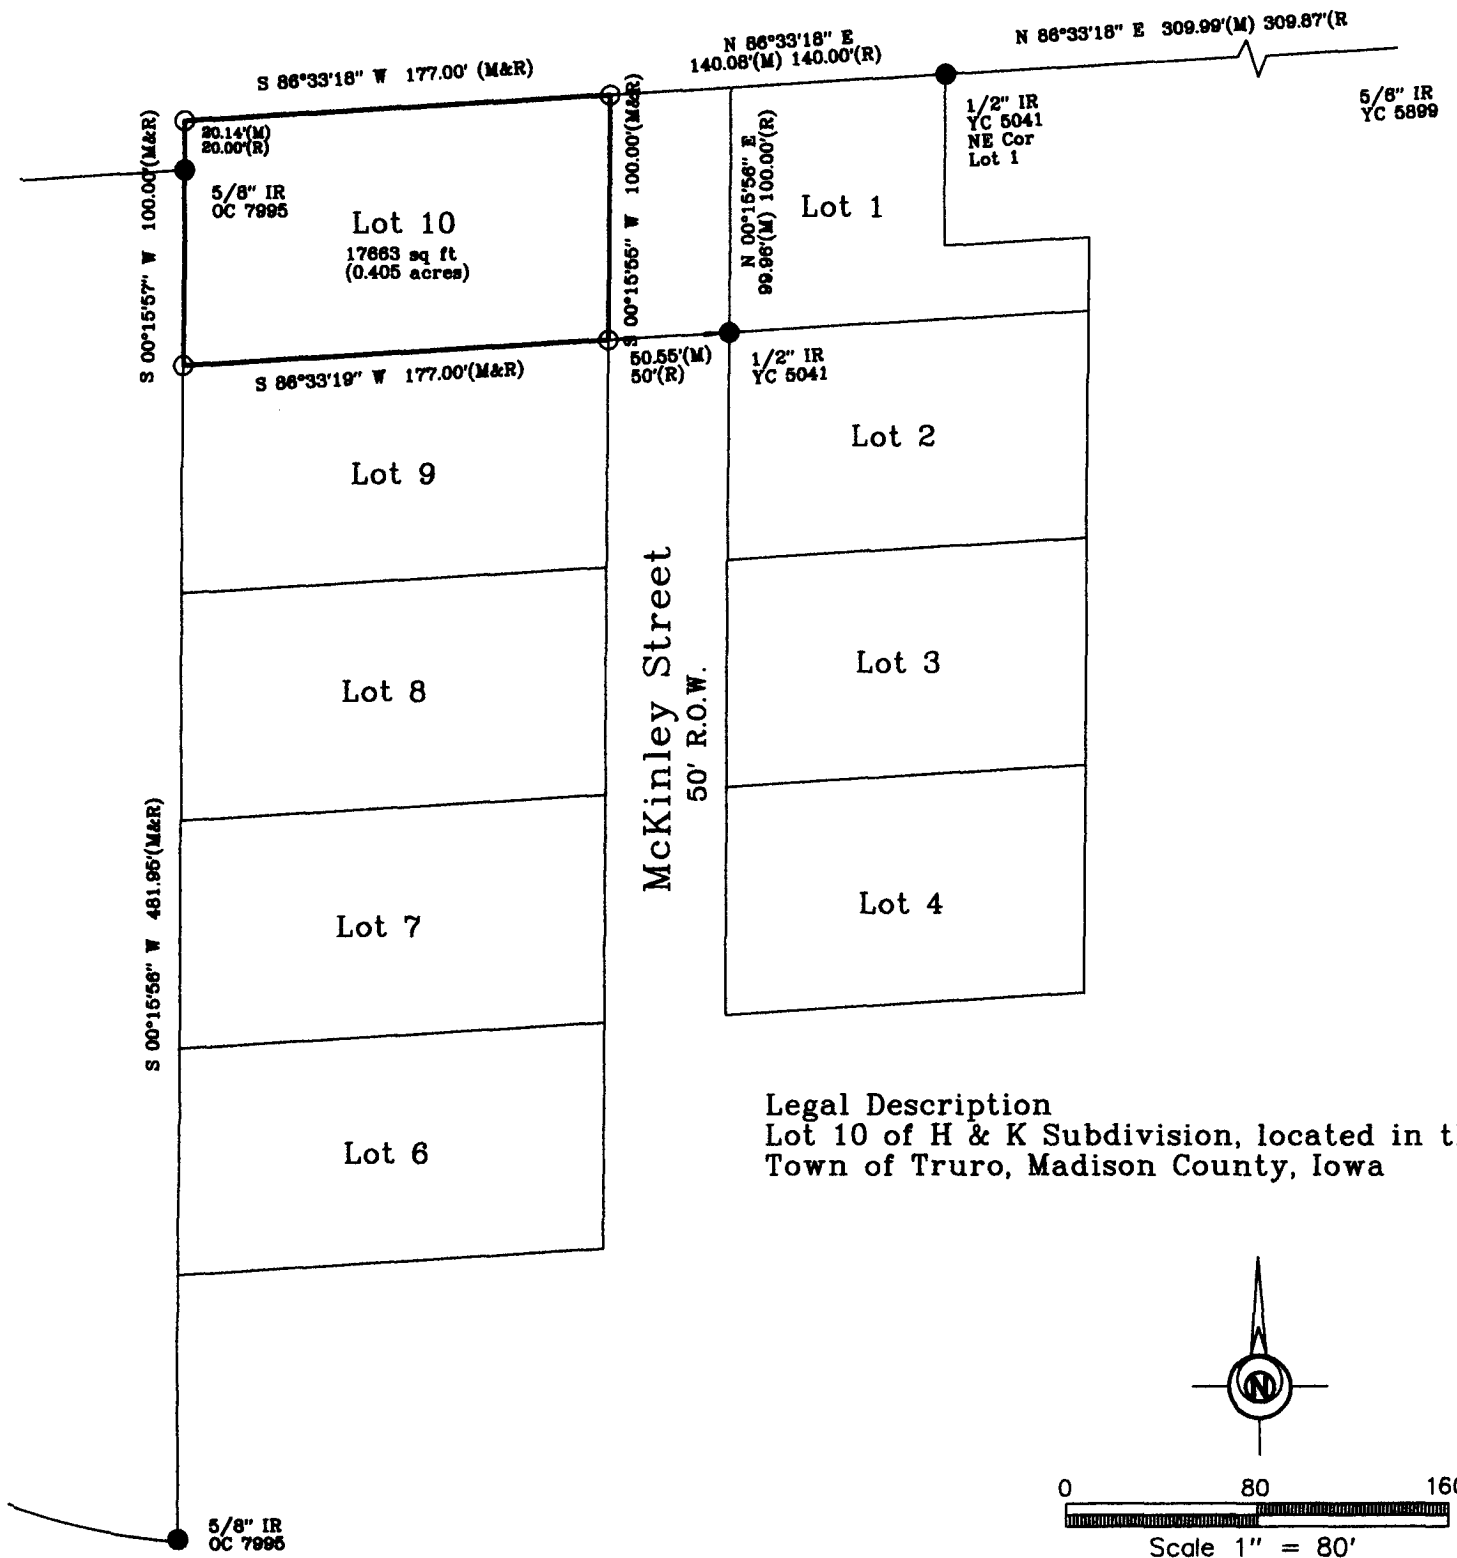 S 86°33'18" W 177.00' (M&R)
N 86°33'18" E
140.08'(M) 140.00'(R)
N 86°33'18" E 309.99'(M) 309.87'(R
5/8" IR
YC 5899
1/2" IR
YC 5041
NE Cor
Lot 1
S 00°15'57" W 100.00'(M&R)
20.14'(M)
20.00'(R)
5/8" IR
OC 7995
Lot 10
17663 sq ft
(0.405 acres)
S 00°15'55" W 100.00'(M&R)
N 00°15'56" E
99.96'(M) 100.00'(R)
Lot 1
S 86°33'19" W 177.00'(M&R)
50.55'(M)
50'(R)
1/2" IR
YC 5041
Lot 2
Lot 9
Lot 3
Lot 8
McKinley Street
50' R.O.W.
Lot 4
Lot 7
S 00°15'56" W 481.95'(M&R)
Lot 6
Legal Description
Lot 10 of H & K Subdivision, located in t
Town of Truro, Madison County, Iowa
N
0 80 160
Scale 1" = 80'
5/8" IR
OC 7995